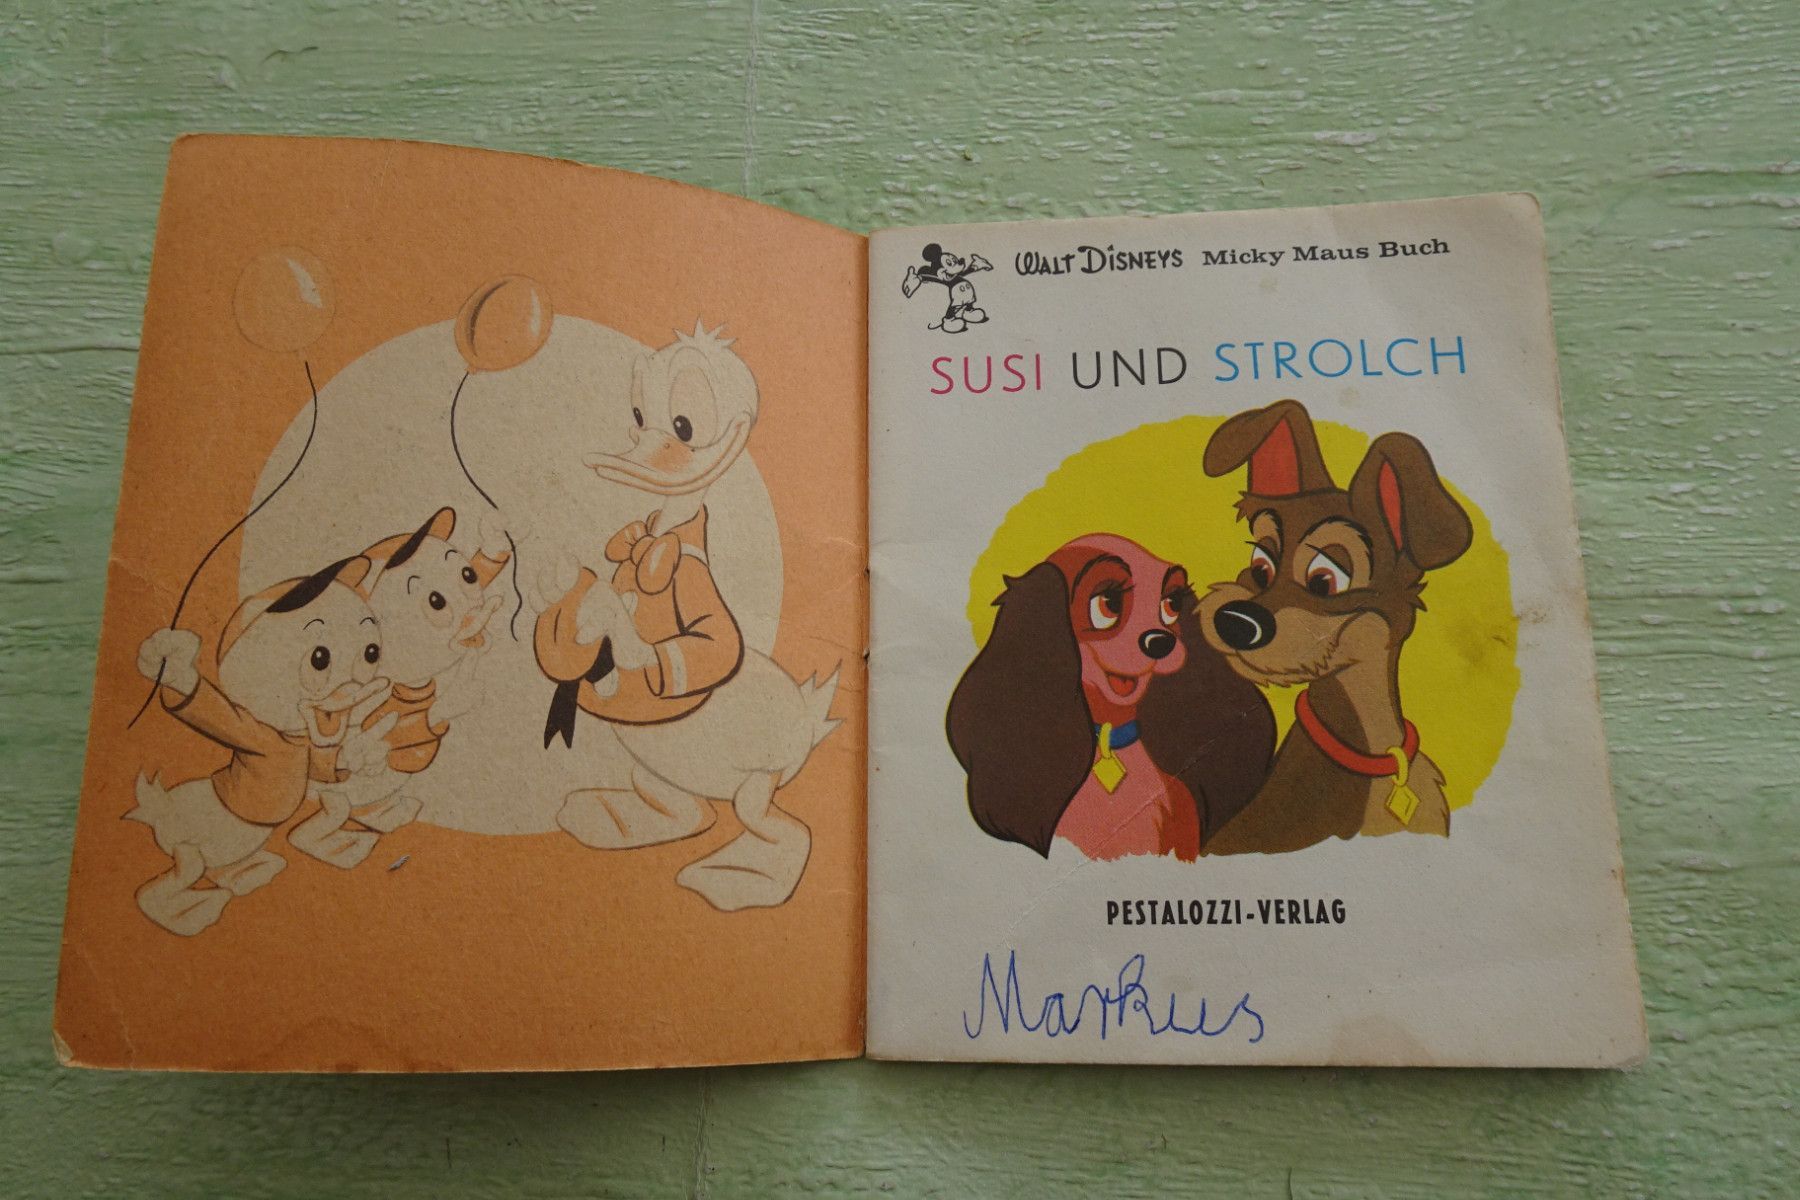 WALT DISNEYS Micky Maus Buch
SUSI UND STROLCH
PESTALOZZI-VERLAG
Markus